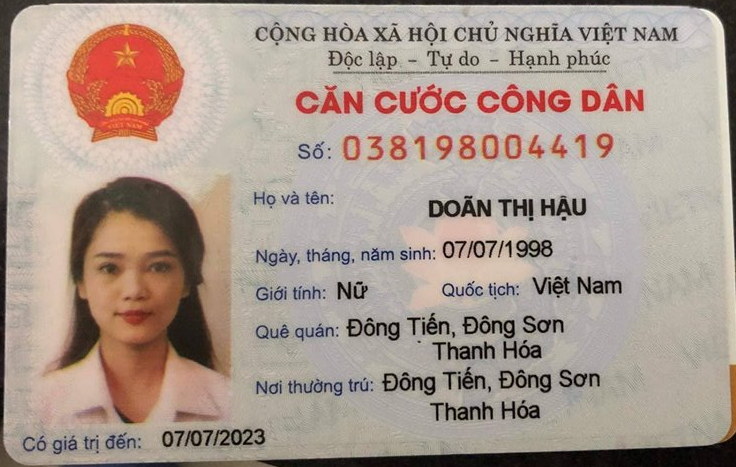 CỘNG HÒA XÃ HỘI CHỦ NGHĨA VIỆT NAM
Độc lập - Tự do - Hạnh phúc
CĂN CƯỚC CÔNG DÂN
Số: 038198004419
Họ và tên: DOÃN THỊ HẬU
Ngày, tháng, năm sinh: 07/07/1998
Giới tính: Nữ Quốc tịch: Việt Nam
Quê quán: Đông Tiến, Đông Sơn
Thanh Hóa
Nơi thường trú: Đông Tiến, Đông Sơn
Thanh Hóa
Có giá trị đến: 07/07/2023